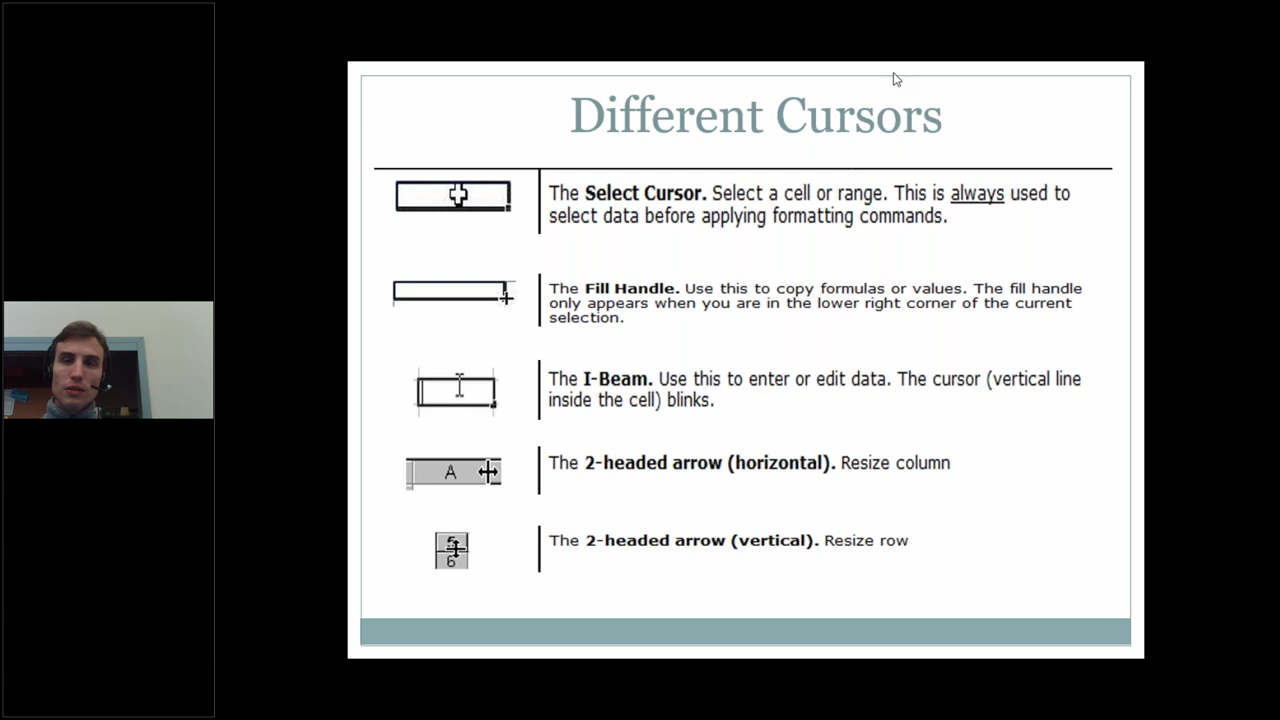 Different Cursors
The Select Cursor. Select a cell or range. This is always used to
select data before applying formatting commands.
The Fill Handle. Use this to copy formulas or values. The fill handle
only appears when you are in the lower right corner of the current
selection.
The I-Beam. Use this to enter or edit data. The cursor (vertical line
inside the cell) blinks.
A
The 2-headed arrow (horizontal). Resize column
The 2-headed arrow (vertical). Resize row
6